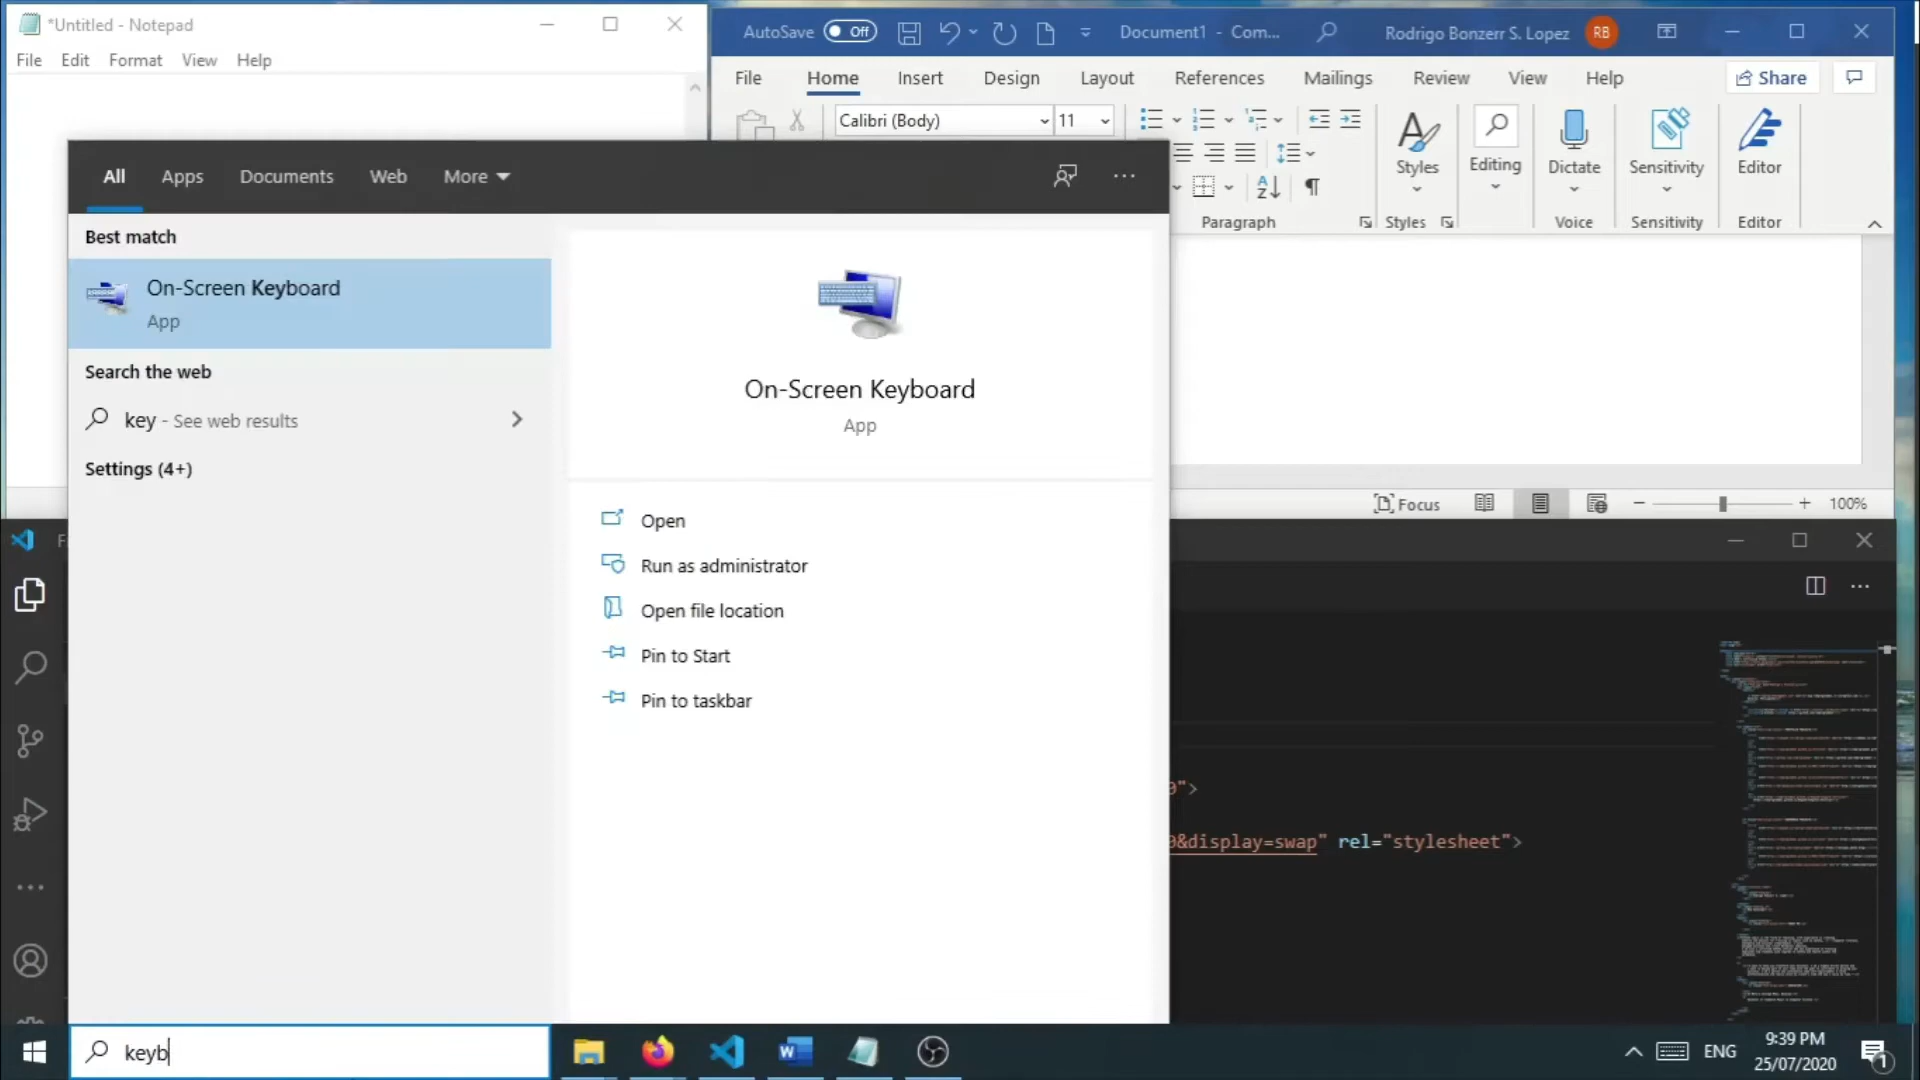 *Untitled - Notepad
File Edit Format View Help
AutoSave Off Document1 - Com... Rodrigo Bonzerr S. Lopez RB
File Home Insert Design Layout References Mailings Review View Help Share
Calibri (Body) 11
Styles Editing Dictate Sensitivity Editor
Paragraph Styles Voice Sensitivity Editor
All Apps Documents Web More
Best match
On-Screen Keyboard
App
Search the web
key - See web results
Settings (4+)
On-Screen Keyboard
App
Open
Run as administrator
Open file location
Pin to Start
Pin to taskbar
Focus 100%
F
">
&display=swap" rel="stylesheet">
keyb
ENG 9:39 PM
25/07/2020
1